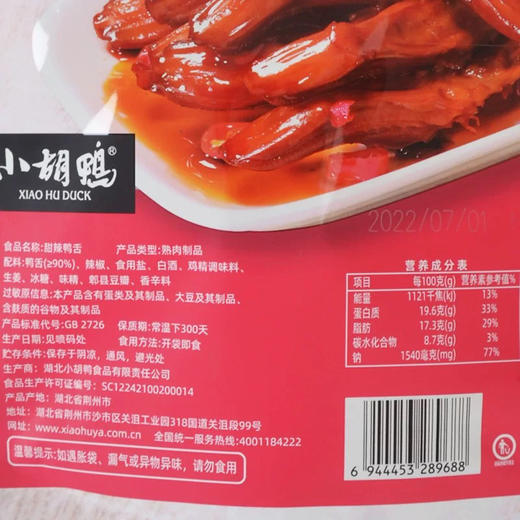 小胡鸭®
XIAO HU DUCK
2022/07/01
食品名称:甜辣鸭舌 产品类型:熟肉制品
配料:鸭舌(≥90%)、辣椒、食用盐、白酒、鸡精调味料、
生姜、冰糖、味精、郫县豆瓣、香辛料
过敏原信息:本产品含有蛋类及其制品、大豆及其制品、
含麸质的谷物及其制品
产品标准代号:GB 2726 保质期:常温下300天
生产日期:见喷码处 食用方法:开袋即食
贮存条件:保存于阴凉,通风,避光处
生产商:湖北小胡鸭食品有限责任公司
食品生产许可证编号:SC12242100200014
产品产地:湖北省荆州市
地址:湖北省荆州市沙市区关沮工业园318国道关沮段99号
网址:www.xiaohuya.com.cn 全国统一服务热线:4001184222
温馨提示:如遇胀袋、漏气或异物异味,请勿食用
营养成分表
项目 每100克(g) 营养素参考值%
能量 1121千焦(kJ) 13%
蛋白质 19.6克(g) 33%
脂肪 17.3克(g) 29%
碳水化合物 8.7克(g) 3%
钠 1540毫克(mg) 77%
6 944453 289688